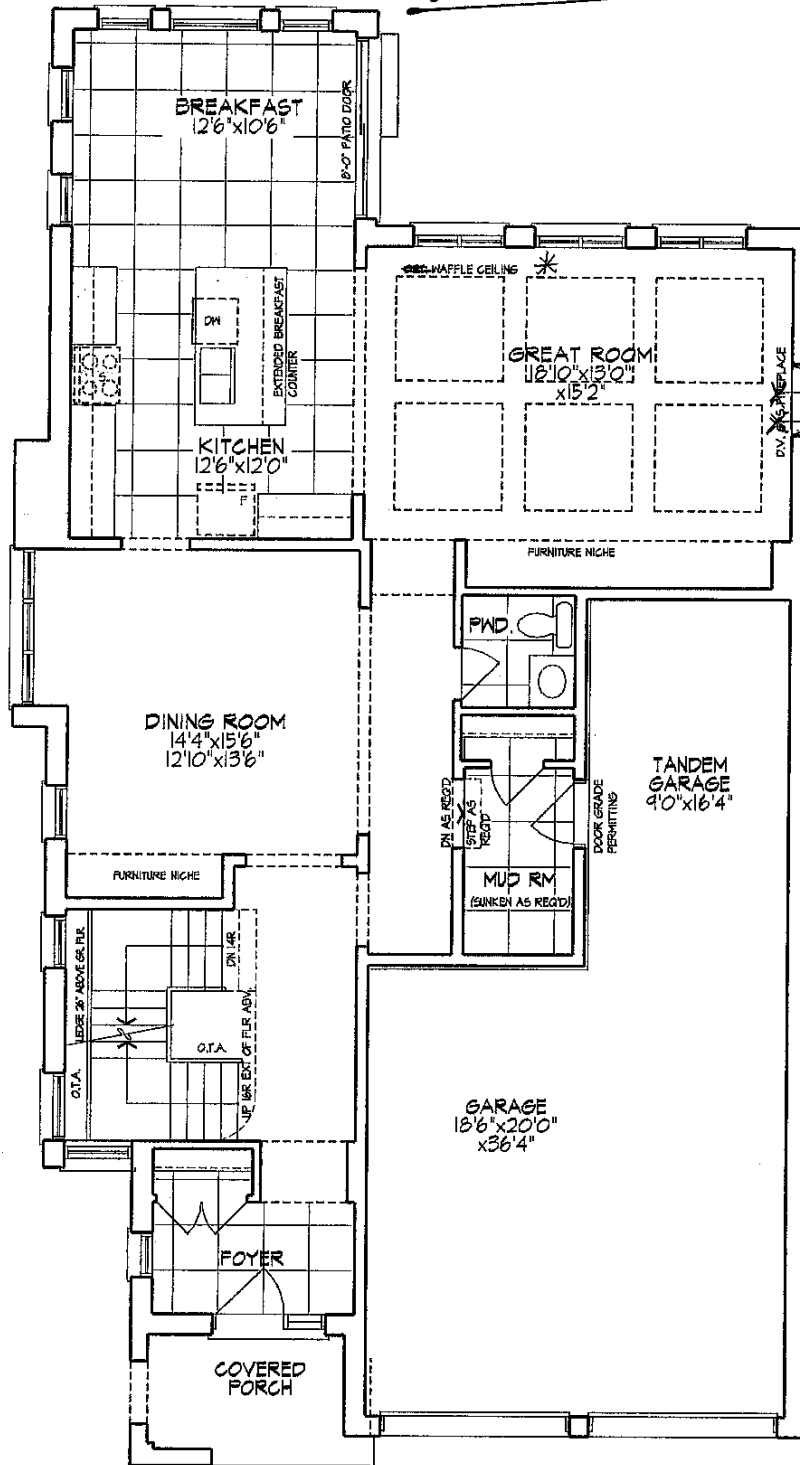 BREAKFAST
12'6"x10'6"
8'-0" PATIO DOOR
WAFFLE CEILING
GREAT ROOM
18'10"x13'0"
x15'2"
D.V. GAS FIREPLACE
DW
EXTENDED BREAKFAST
COUNTER
KITCHEN
12'6"x12'0"
F
FURNITURE NICHE
PWD.
DINING ROOM
14'4"x15'6"
12'10"x13'6"
TANDEM
GARAGE
9'0"x16'4"
DN AS REQ'D
STEP AS
REQ'D
DOOR GRADE
PERMITTING
MUD RM
(SUNKEN AS REQ'D)
FURNITURE NICHE
LEDGE 36" ABOVE GR. FLR
DN 14R
O.T.A.
O.T.A.
UP 16R
EXT OF FLR ABV.
GARAGE
18'6"x20'0"
x36'4"
FOYER
COVERED
PORCH